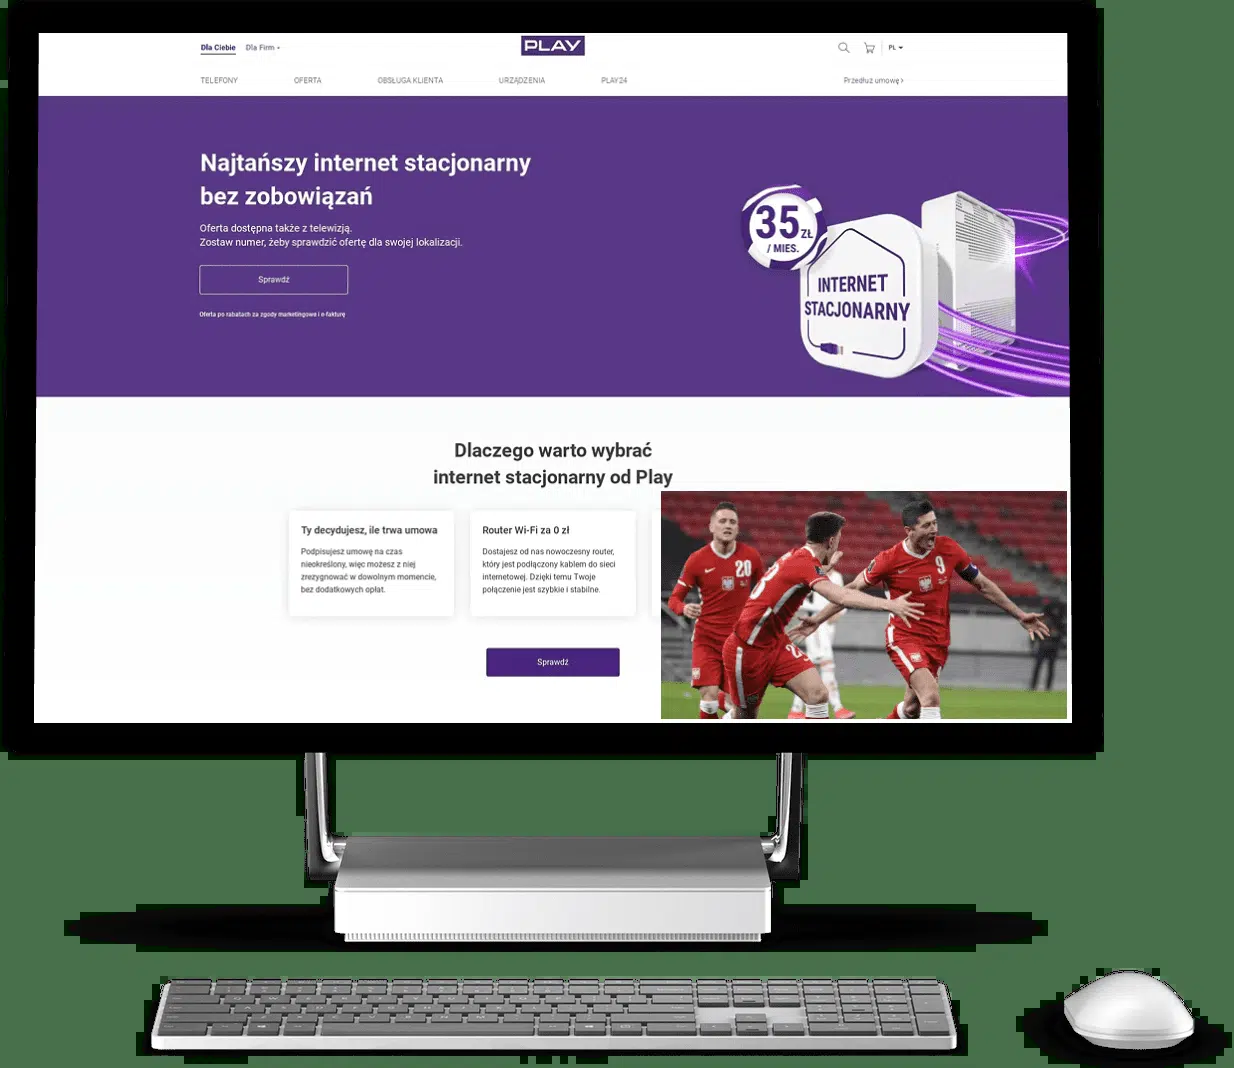 Dla Ciebie
Dla Firm
PLAY
PL
TELEFONY
OFERTA
OBSŁUGA KLIENTA
URZĄDZENIA
PLAY24
Przedłuż umowę
Najtańszy internet stacjonarny
bez zobowiązań
Oferta dostępna także z telewizją.
Zostaw numer, żeby sprawdzić ofertę dla swojej lokalizacji.
Sprawdź
Oferta po rabatach za zgody marketingowe i e-fakturę
35 ZŁ
/ MIES.
INTERNET
STACJONARNY
Dlaczego warto wybrać
internet stacjonarny od Play
Ty decydujesz, ile trwa umowa
Podpisujesz umowę na czas
nieokreślony, więc możesz z niej
zrezygnować w dowolnym momencie,
bez dodatkowych opłat.
Router Wi-Fi za 0 zł
Dostajesz od nas nowoczesny router,
który jest podłączony kablem do sieci
internetowej. Dzięki temu Twoje
połączenie jest szybkie i stabilne.
Sprawdź
20
9